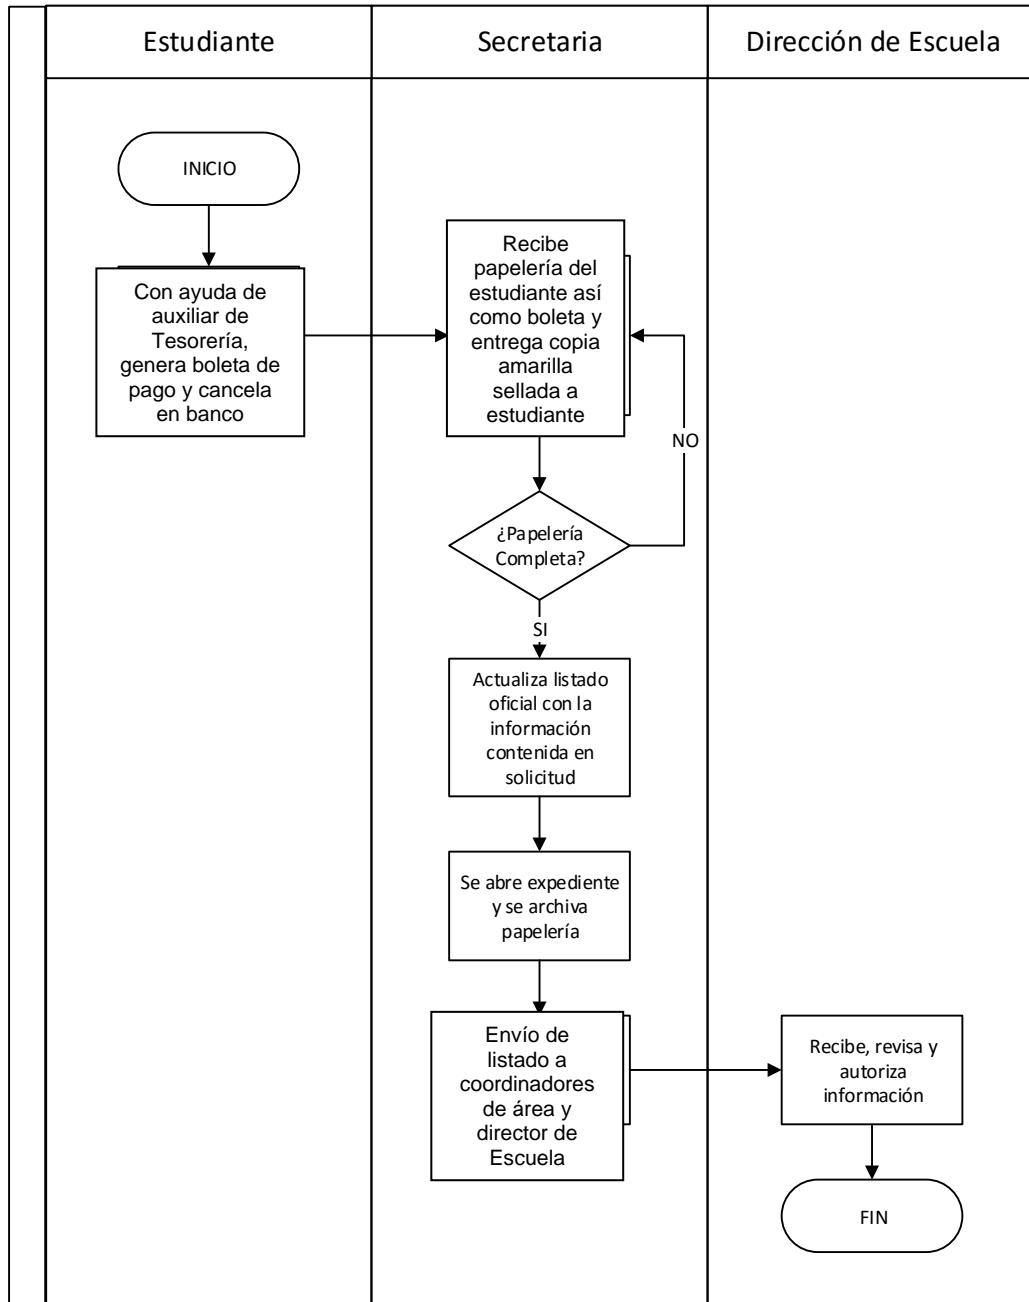 Estudiante
Secretaria
Dirección de Escuela
INICIO
Con ayuda de
auxiliar de
Tesorería,
genera boleta de
pago y cancela
en banco
Recibe
papelería del
estudiante así
como boleta y
entrega copia
amarilla
sellada a
estudiante
NO
¿Papelería
Completa?
SI
Actualiza listado
oficial con la
información
contenida en
solicitud
Se abre expediente
y se archiva
papelería
Envío de
listado a
coordinadores
de área y
director de
Escuela
Recibe, revisa y
autoriza
información
FIN